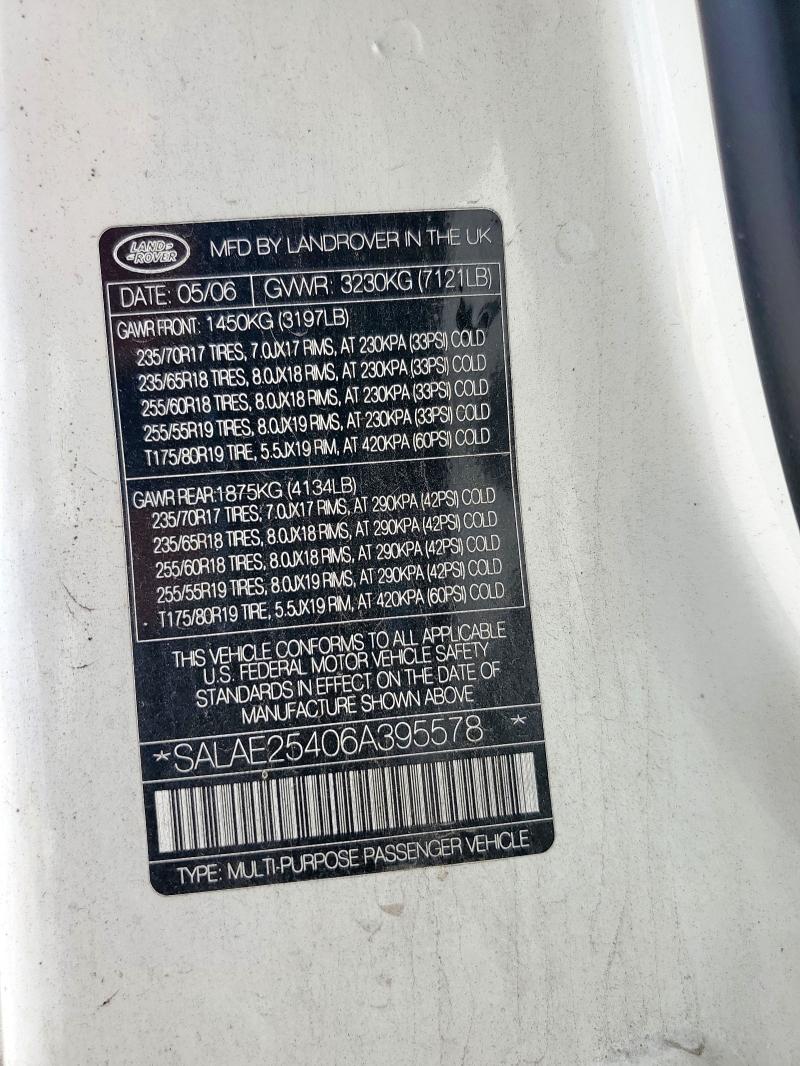 LAND-
-ROVER
MFD BY LANDROVER IN THE UK
DATE: 05/06 GVWR: 3230KG (7121LB)
GAWR FRONT: 1450KG (3197LB)
235/70R17 TIRES, 7.0JX17 RIMS, AT 230KPA (33PSI) COLD
235/65R18 TIRES, 8.0JX18 RIMS, AT 230KPA (33PSI) COLD
255/60R18 TIRES, 8.0JX18 RIMS, AT 230KPA (33PSI) COLD
255/55R19 TIRES, 8.0JX19 RIMS, AT 230KPA (33PSI) COLD
T175/80R19 TIRE, 5.5JX19 RIM, AT 420KPA (60PSI) COLD
GAWR REAR: 1875KG (4134LB)
235/70R17 TIRES, 7.0JX17 RIMS, AT 290KPA (42PSI) COLD
235/65R18 TIRES, 8.0JX18 RIMS, AT 290KPA (42PSI) COLD
255/60R18 TIRES, 8.0JX18 RIMS, AT 290KPA (42PSI) COLD
255/55R19 TIRES, 8.0JX19 RIMS, AT 290KPA (42PSI) COLD
T175/80R19 TIRE, 5.5JX19 RIM, AT 420KPA (60PSI) COLD
THIS VEHICLE CONFORMS TO ALL APPLICABLE
U.S. FEDERAL MOTOR VEHICLE SAFETY
STANDARDS IN EFFECT ON THE DATE OF
MANUFACTURE SHOWN ABOVE
*SALAE25406A395578 *
TYPE: MULTI-PURPOSE PASSENGER VEHICLE